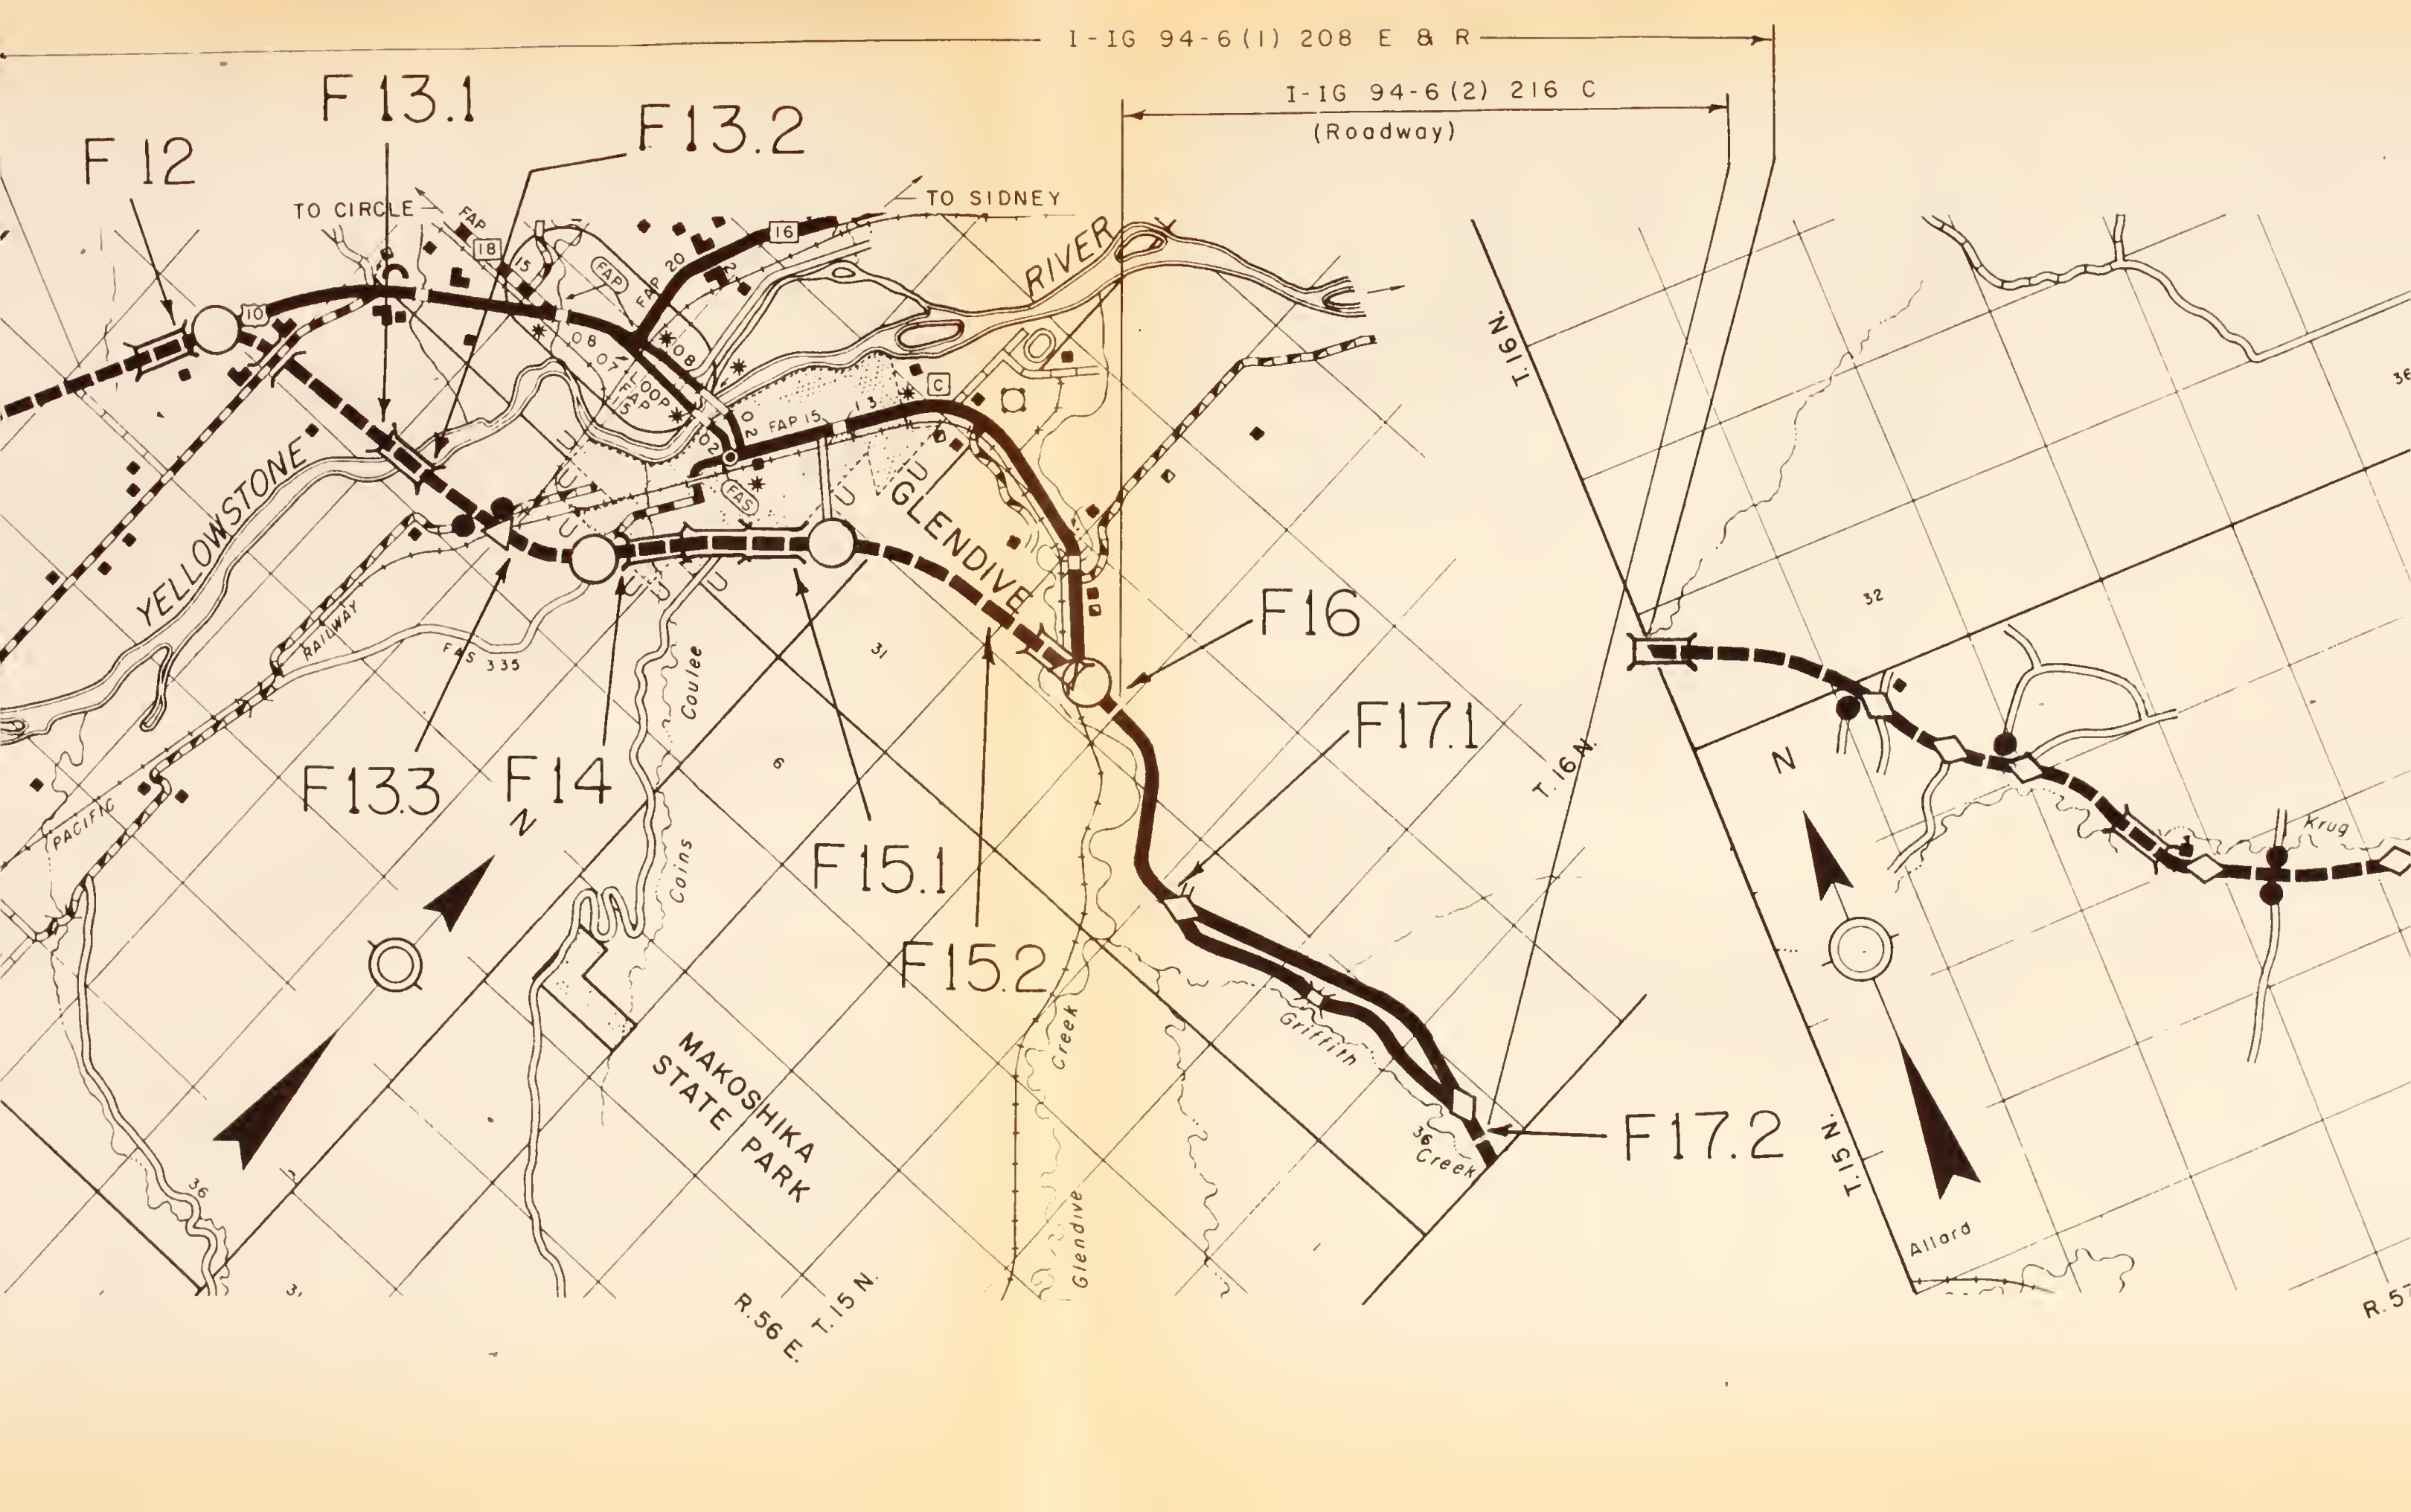 I-IG 94-6(1) 208 E & R
I-IG 94-6(2) 216 C
(Roadway)
F 13.1
F13.2
F 12
TO CIRCLE
TO SIDNEY
FAP
18
15
FAP
FAP 20
16
RIVER
10
08
07
LOOP
FAP
15
08
02
02
FAP 15
13
C
FAS
YELLOWSTONE
GLENDIVE
RAILWAY
FAS 335
PACIFIC
Coulee
Coins
31
6
F16
F17.1
F13.3
F14
N
F15.1
F15.2
MAKOSHIKA
STATE PARK
Creek
Glendive
Griffith
Creek
36
F17.2
36
31
R.56 E.
T.15 N.
T.16 N.
T.16 N.
32
36
N
Krug
T.15 N.
Allard
R.57